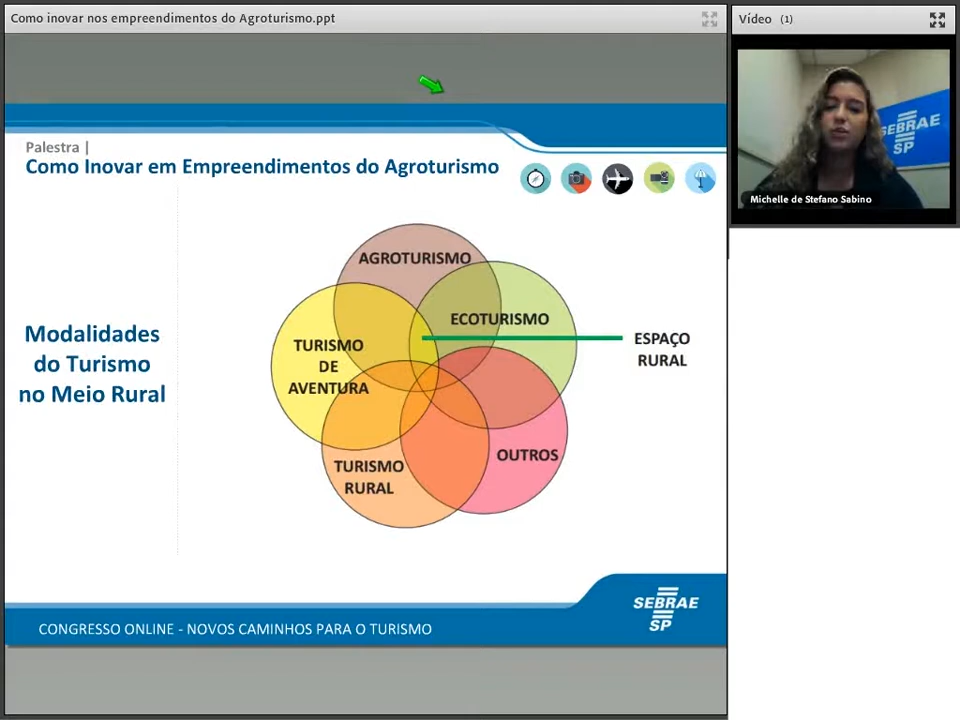 Como inovar nos empreendimentos do Agroturismo.ppt
Vídeo (1)
SEBRAE
SP
Michelle de Stefano Sabino
Palestra |
Como Inovar em Empreendimentos do Agroturismo
Modalidades
do Turismo
no Meio Rural
AGROTURISMO
ECOTURISMO
ESPAÇO
RURAL
TURISMO
DE
AVENTURA
OUTROS
TURISMO
RURAL
SEBRAE
SP
CONGRESSO ONLINE - NOVOS CAMINHOS PARA O TURISMO